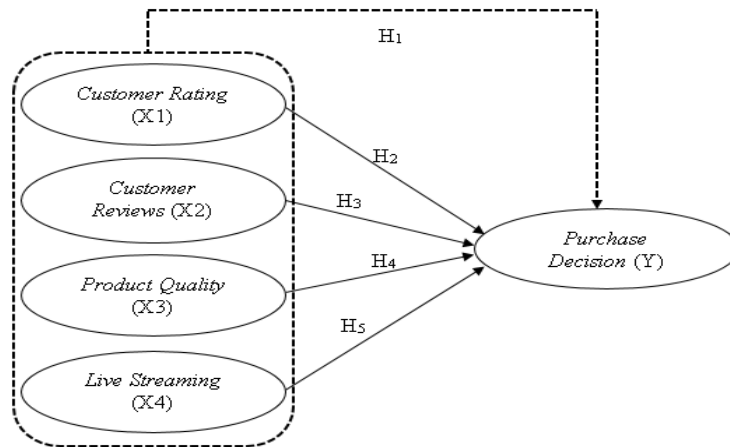 H₁
Customer Rating
(X1)
H₂
Customer
Reviews (X2)
H₃
Purchase
Decision (Y)
H₄
Product Quality
(X3)
H₅
Live Streaming
(X4)